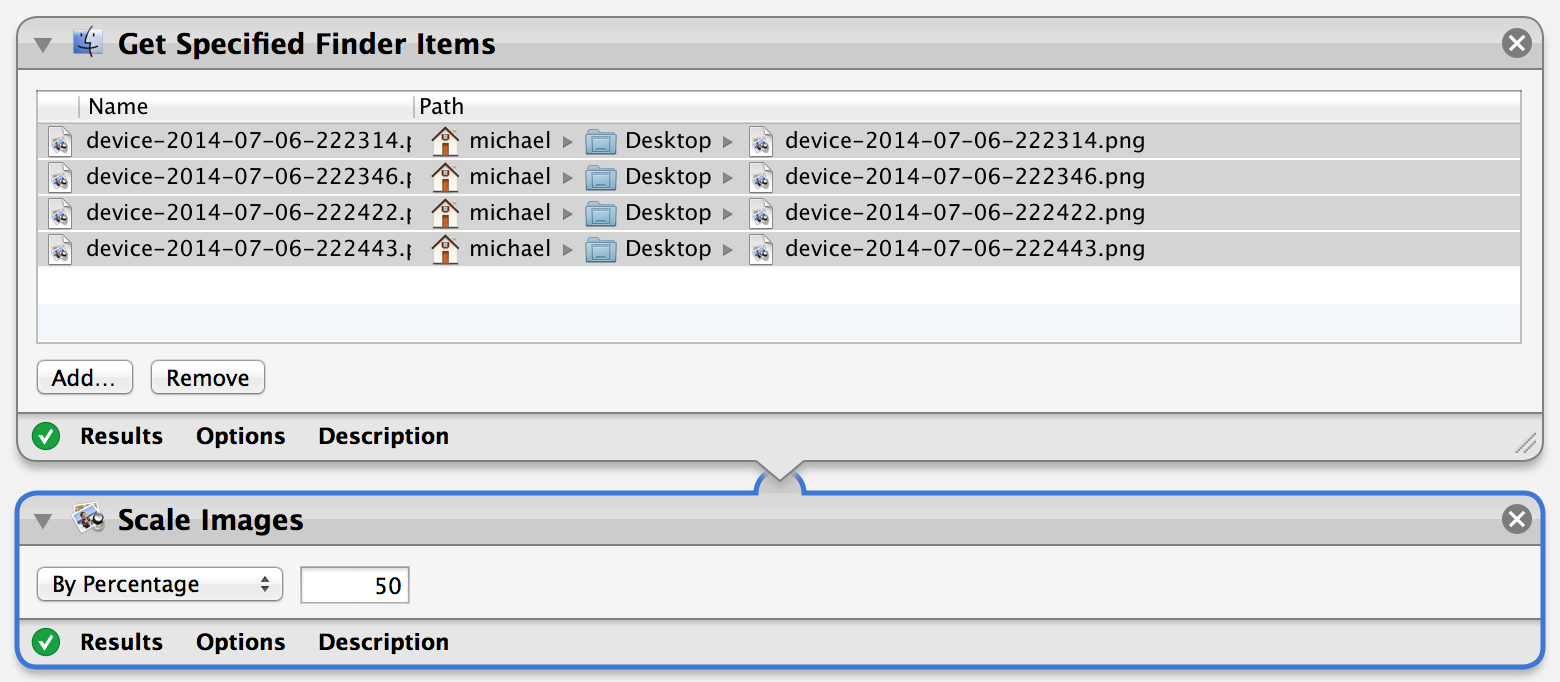 Get Specified Finder Items
Name Path
device-2014-07-06-222314.p michael Desktop device-2014-07-06-222314.png
device-2014-07-06-222346.p michael Desktop device-2014-07-06-222346.png
device-2014-07-06-222422.p michael Desktop device-2014-07-06-222422.png
device-2014-07-06-222443.p michael Desktop device-2014-07-06-222443.png
Add... Remove
Results Options Description
Scale Images
By Percentage 50
Results Options Description